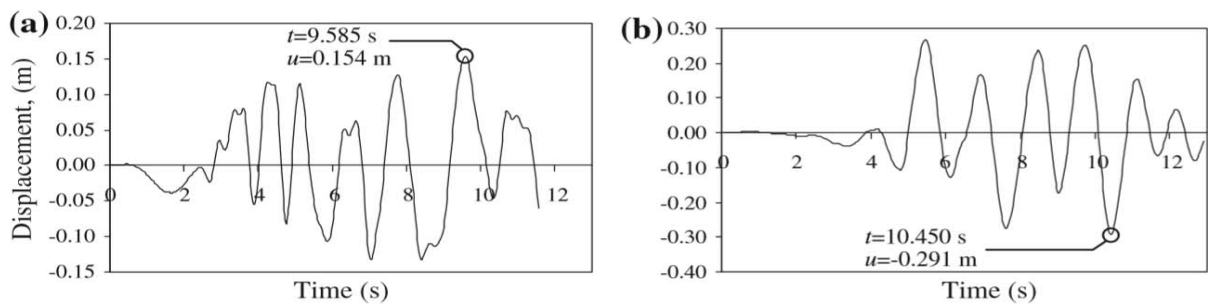 (a)
0.20
0.15
0.10
0.05
0.00
-0.05
-0.10
-0.15
Displacement, (m)
t=9.585 s
u=0.154 m
0 2 4 6 8 10 12
Time (s)
(b)
0.30
0.20
0.10
0.00
-0.10
-0.20
-0.30
-0.40
0 2 4 6 8 10 12
t=10.450 s
u=-0.291 m
Time (s)